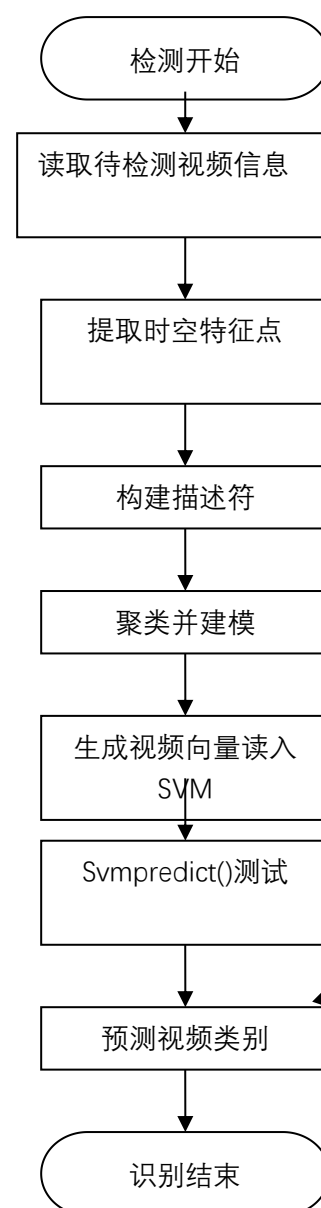 检测开始
读取待检测视频信息
提取时空特征点
构建描述符
聚类并建模
生成视频向量读入
SVM
Svmpredict()测试
预测视频类别
识别结束